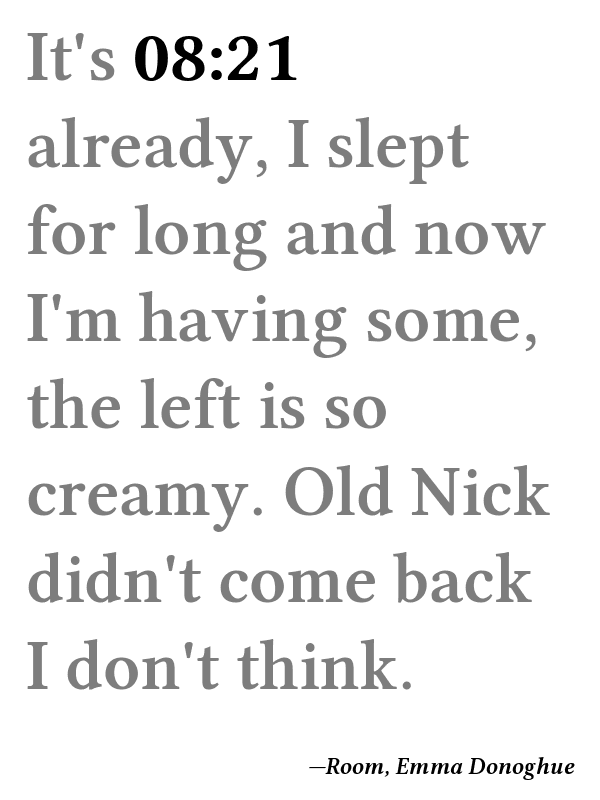 It's 08:21
already, I slept
for long and now
I'm having some,
the left is so
creamy. Old Nick
didn't come back
I don't think.
—Room, Emma Donoghue